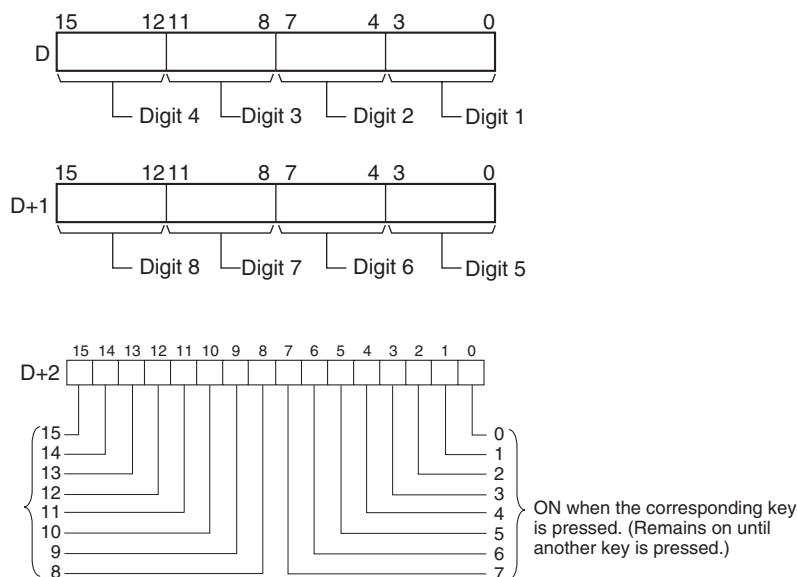 15 12 11 8 7 4 3 0
D
Digit 4 Digit 3 Digit 2 Digit 1
15 12 11 8 7 4 3 0
D+1
Digit 8 Digit 7 Digit 6 Digit 5
15 14 13 12 11 10 9 8 7 6 5 4 3 2 1 0
D+2
15 0
14 1
13 2
12 3
11 4
10 5
9 6
8 7
ON when the corresponding key
is pressed. (Remains on until
another key is pressed.)